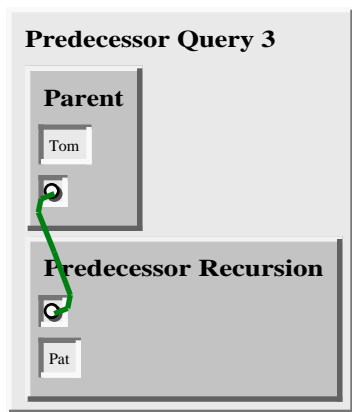 Predecessor Query 3
Parent
Tom
Predecessor Recursion
Pat